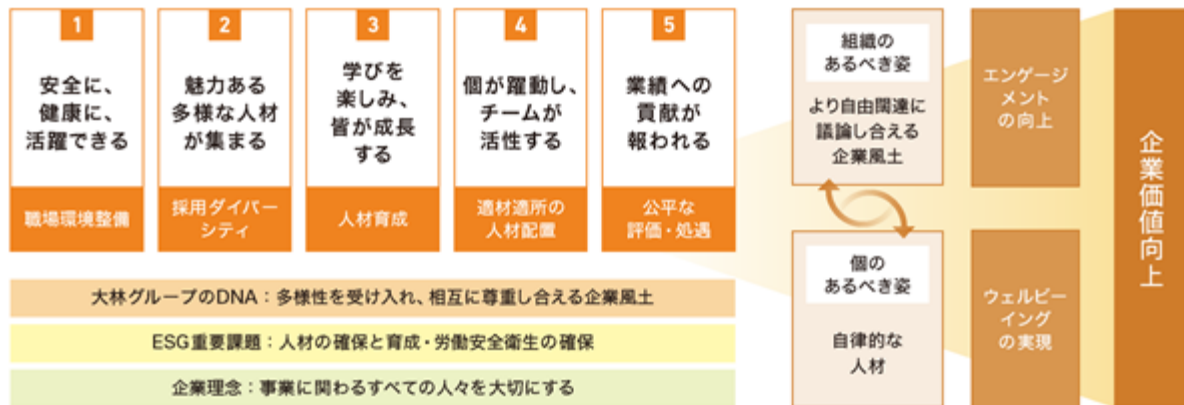 1
安全に、
健康に、
活躍できる
職場環境整備
2
魅力ある
多様な人材
が集まる
採用ダイバー
シティ
3
学びを
楽しみ、
皆が成長
する
人材育成
4
個が躍動し、
チームが
活性する
適材適所の
人材配置
5
業績への
貢献が
報われる
公平な
評価・処遇
大林グループのDNA：多様性を受け入れ、相互に尊重し合える企業風土
ESG重要課題：人材の確保と育成・労働安全衛生の確保
企業理念：事業に関わるすべての人々を大切にする
組織の
あるべき姿
より自由闊達に
議論し合える
企業風土
個の
あるべき姿
自律的な
人材
エンゲージ
メント
の向上
ウェルビー
イング
の実現
企業価値向上